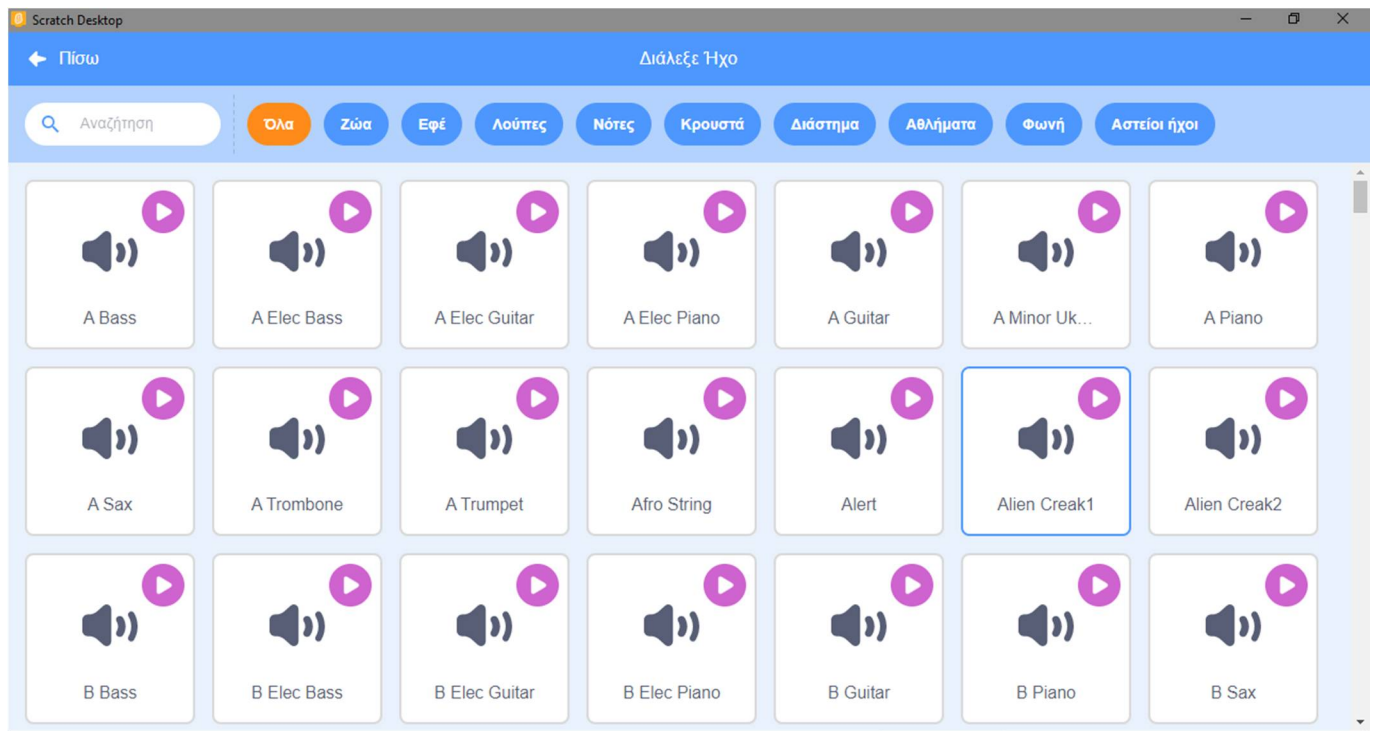 Scratch Desktop
Πίσω
Διάλεξε Ήχο
Αναζήτηση
Όλα Ζώα Εφέ Λούπες Νότες Κρουστά Διάστημα Αθλήματα Φωνή Αστείοι ήχοι
A Bass A Elec Bass A Elec Guitar A Elec Piano A Guitar A Minor Uk... A Piano
A Sax A Trombone A Trumpet Afro String Alert Alien Creak1 Alien Creak2
B Bass B Elec Bass B Elec Guitar B Elec Piano B Guitar B Piano B Sax